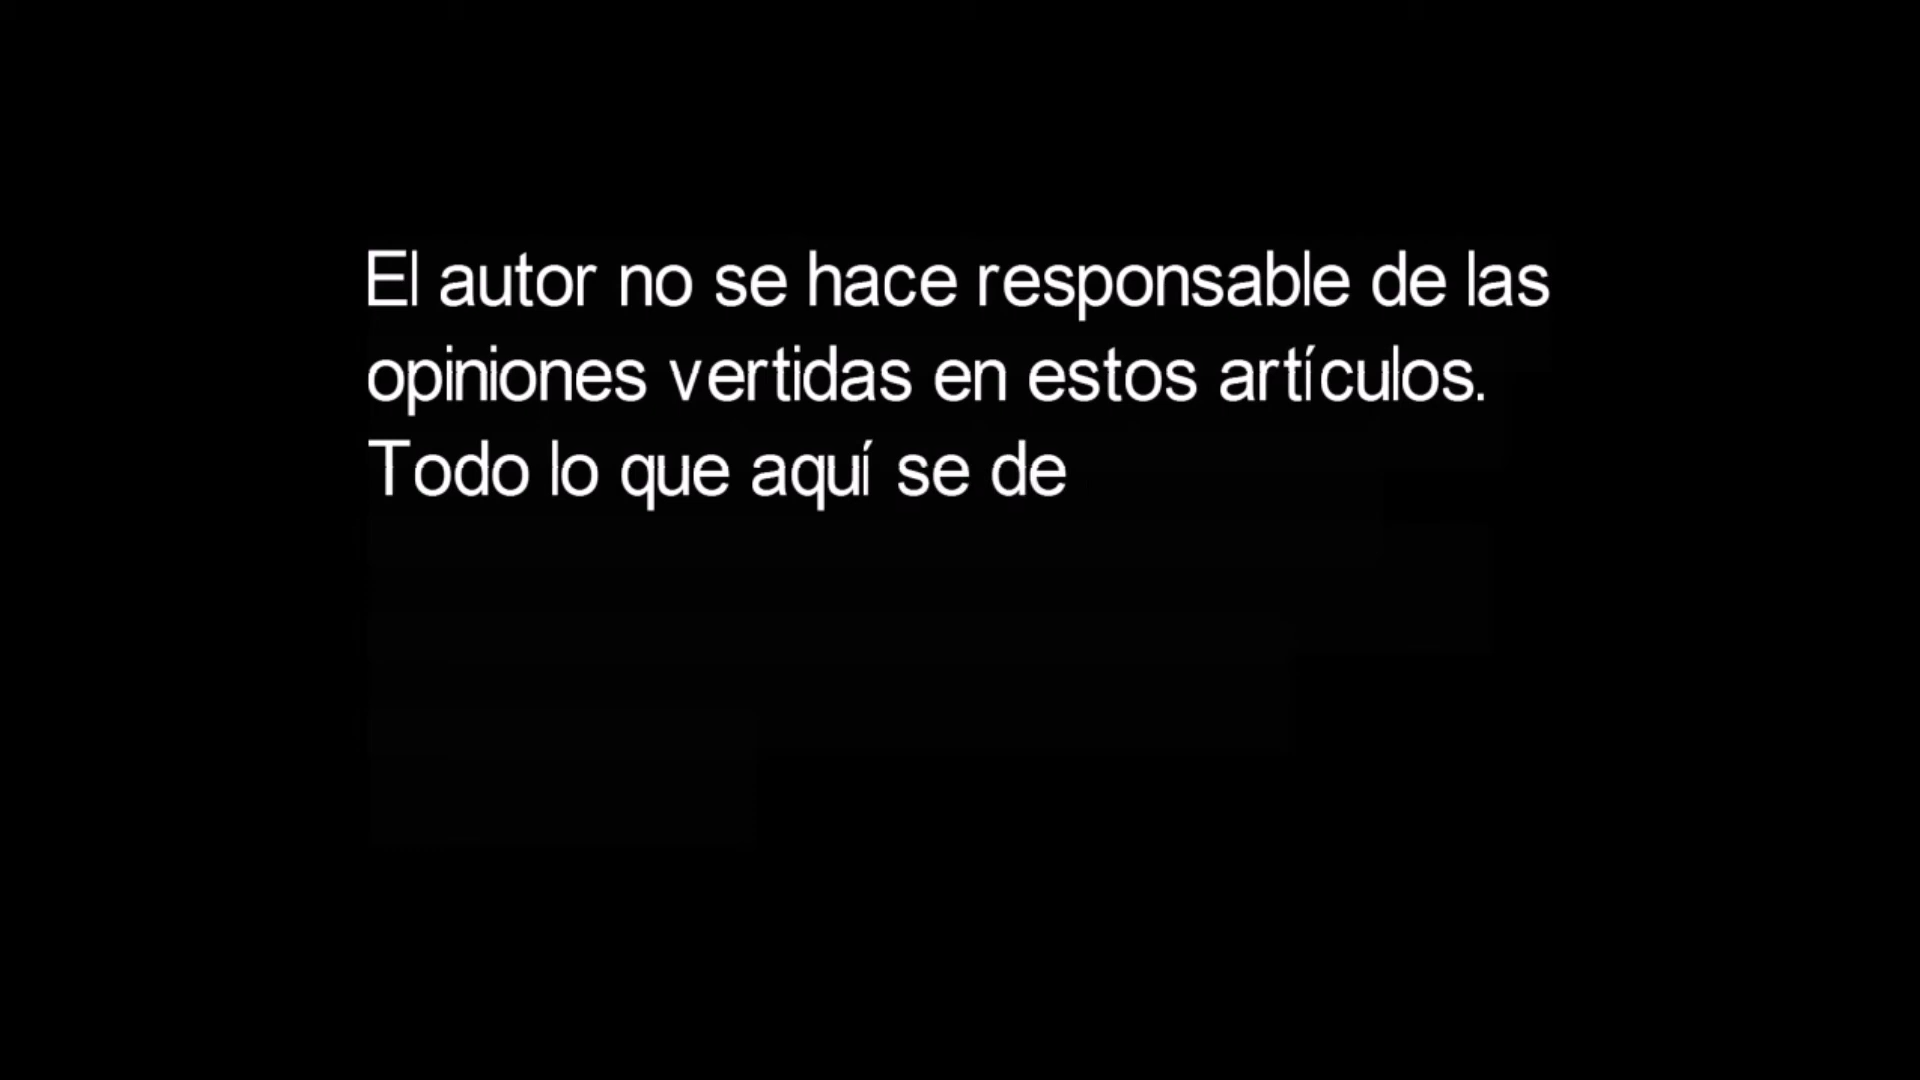 El autor no se hace responsable de las
opiniones vertidas en estos artículos.
Todo lo que aquí se de